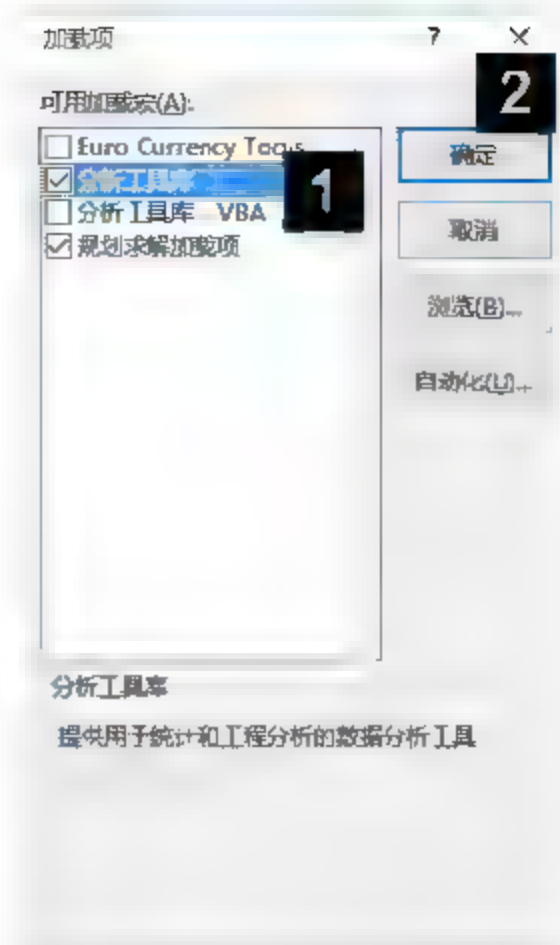 加载项 ? ×
可用加载宏(A):
Euro Currency Tools
分析工具库
分析工具库 VBA
规划求解加载项
1
2
确定
取消
浏览(B)...
自动化(U)...
分析工具库
提供用于统计和工程分析的数据分析工具